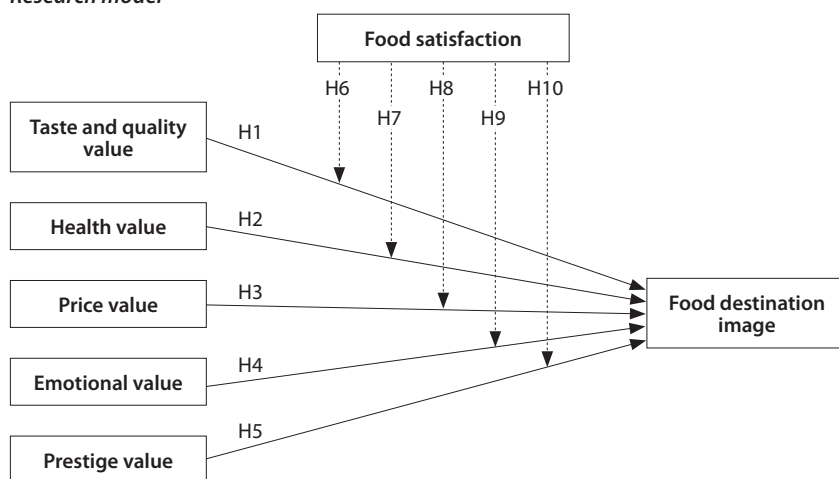 Research model
Food satisfaction
H6
H8
H10
H7
H9
Taste and quality
value
H1
Health value
H2
Price value
H3
Food destination
image
Emotional value
H4
Prestige value
H5